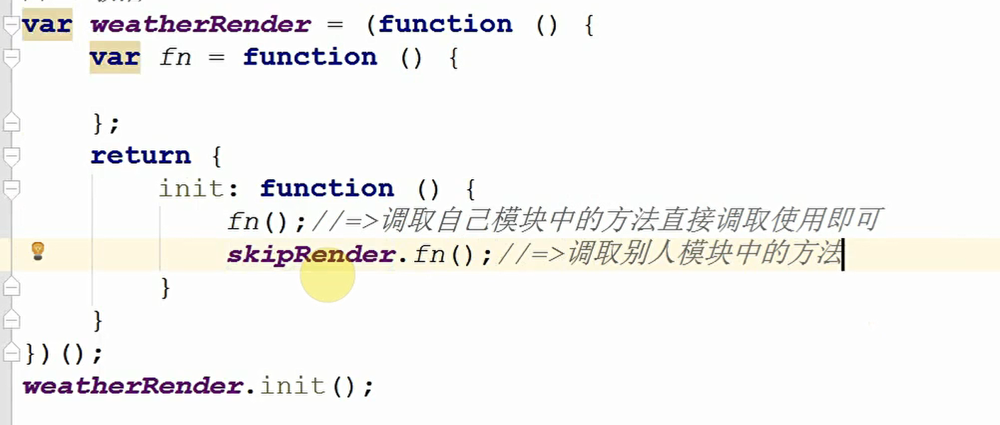 var weatherRender = (function () {
var fn = function () {
};
return {
init: function () {
fn();//=>调取自己模块中的方法直接调取使用即可
skipRender.fn();//=>调取别人模块中的方法
}
}
})();
weatherRender.init();